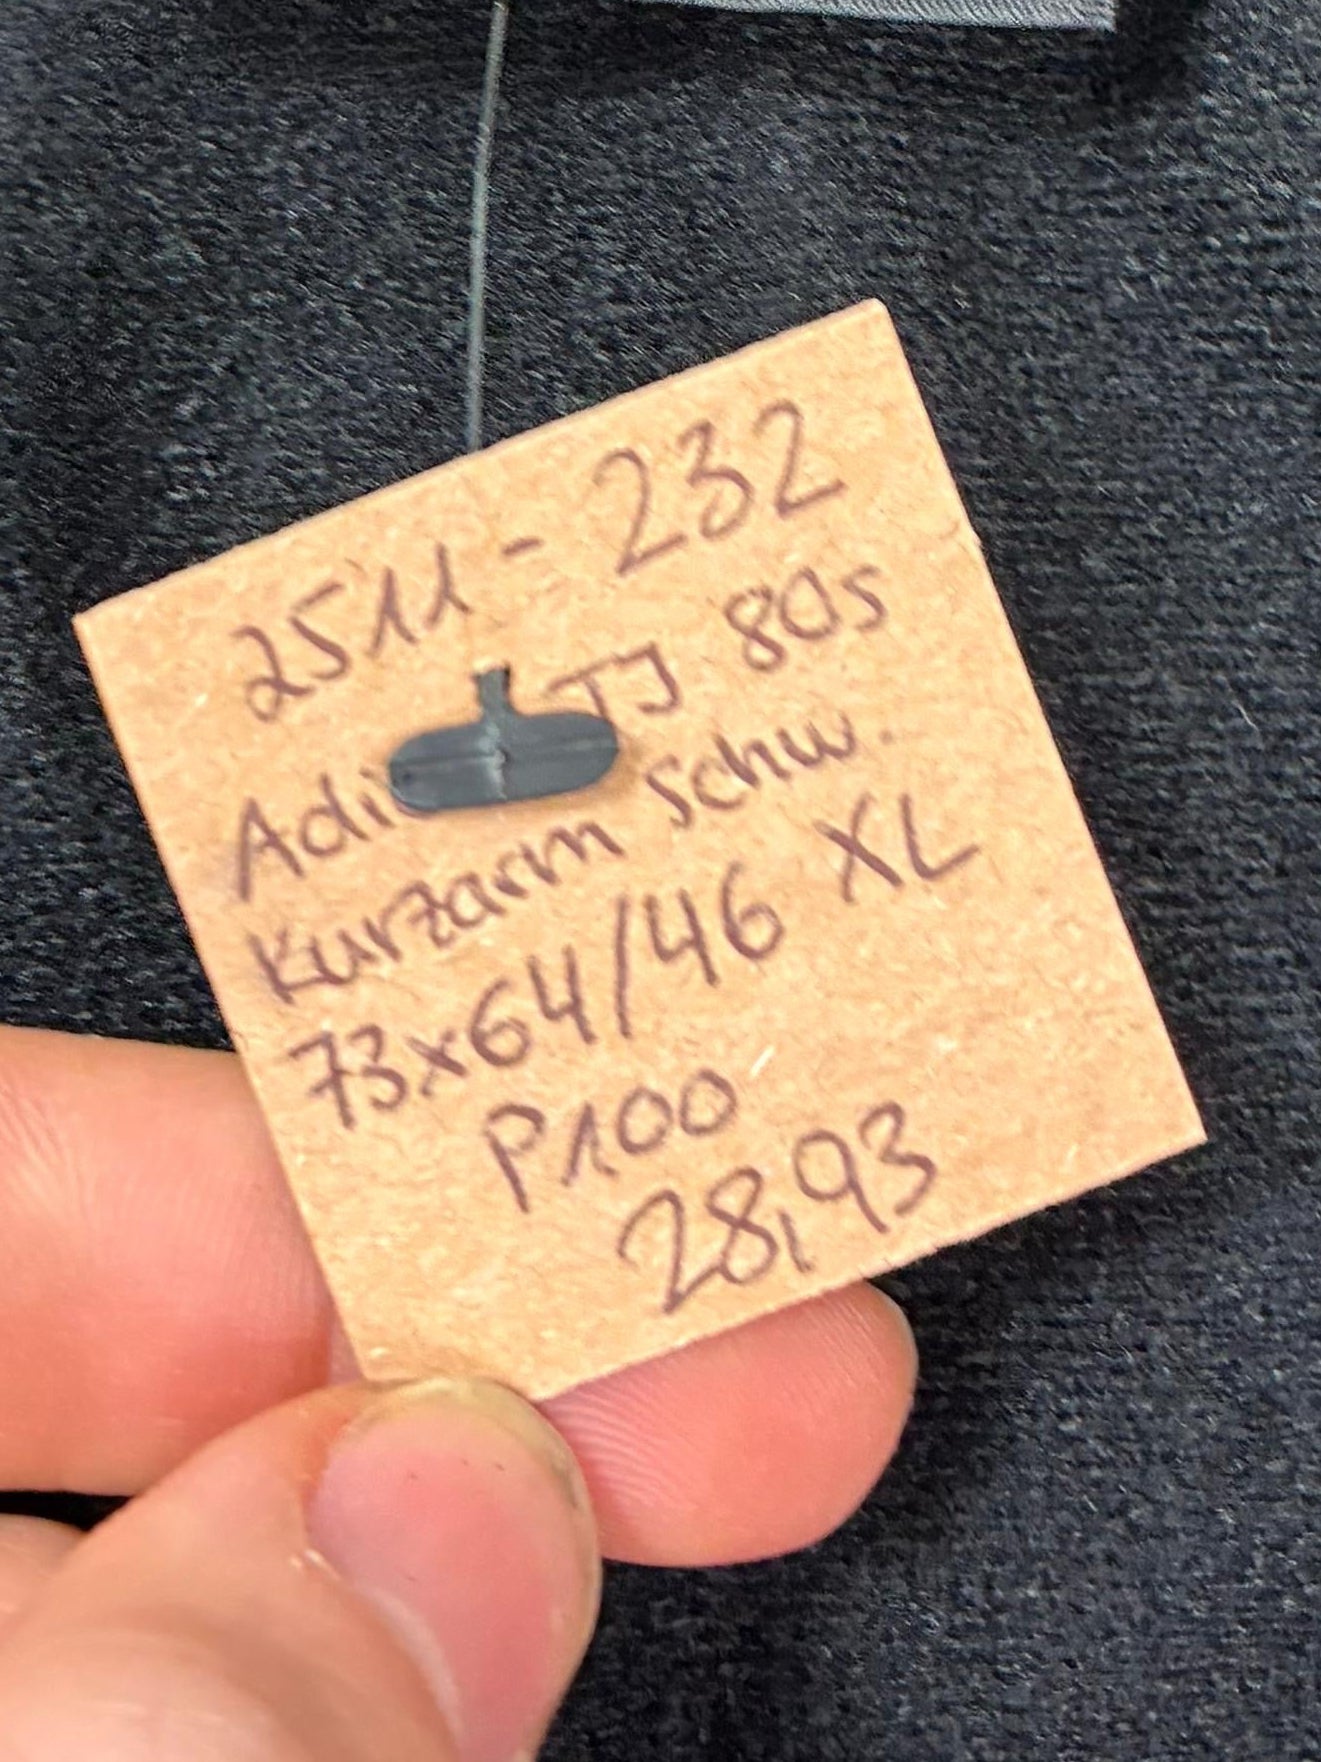 2511-232
Adi TJ 80s
Kurzarm Schw.
73x64/46 XL
P100
28,93